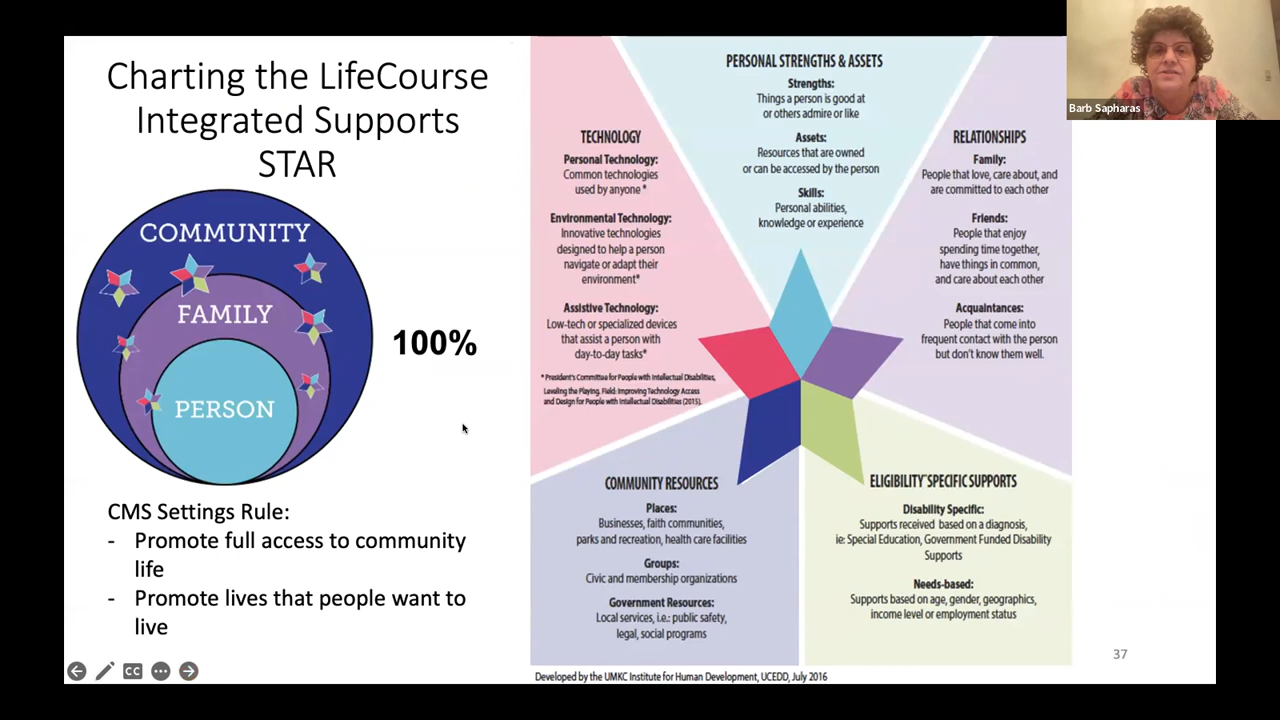 Charting the LifeCourse
Integrated Supports
STAR
COMMUNITY
FAMILY
PERSON
100%
CMS Settings Rule:
- Promote full access to community
life
- Promote lives that people want to
live
PERSONAL STRENGTHS & ASSETS
Strengths:
Things a person is good at
or others admire or like
Assets:
Resources that are owned
or can be accessed by the person
Skills:
Personal abilities,
knowledge or experience
TECHNOLOGY
Personal Technology:
Common technologies
used by anyone *
Environmental Technology:
Innovative technologies
designed to help a person
navigate or adapt their
environment*
Assistive Technology:
Low-tech or specialized devices
that assist a person with
day-to-day tasks*
* President's Committee for People with Intellectual Disabilities,
Leveling the Playing. Field: Improving Technology Access
and Design for People with Intellectual Disabilities (2015).
RELATIONSHIPS
Family:
People that love, care about, and
are committed to each other
Friends:
People that enjoy
spending time together,
have things in common,
and care about each other
Acquaintances:
People that come into
frequent contact with the person
but don't know them well.
COMMUNITY RESOURCES
Places:
Businesses, faith communities,
parks and recreation, health care facilities
Groups:
Civic and membership organizations
Government Resources:
Local services, i.e.: public safety,
legal, social programs
ELIGIBILITY SPECIFIC SUPPORTS
Disability Specific:
Supports received based on a diagnosis,
ie: Special Education, Government Funded Disability
Supports
Needs-based:
Supports based on age, gender, geographics,
income level or employment status
37
Developed by the UMKC Institute for Human Development, UCEDD, July 2016
CC
Barb Sapharas